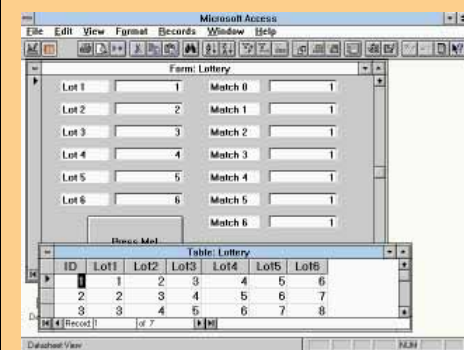 Microsoft Access
File Edit View Format Records Window Help
Form: Lottery
Lot 1 1 Match 0 1
Lot 2 2 Match 1 1
Lot 3 3 Match 2 1
Lot 4 4 Match 3 1
Lot 5 5 Match 4 1
Lot 6 6 Match 5 1
Match 6 1
Press Me!
Table: Lottery
ID Lot1 Lot2 Lot3 Lot4 Lot5 Lot6
1 1 2 3 4 5 6
2 2 3 4 5 6 7
3 3 4 5 6 7 8
Record: 1 of 7
Datasheet View NUM